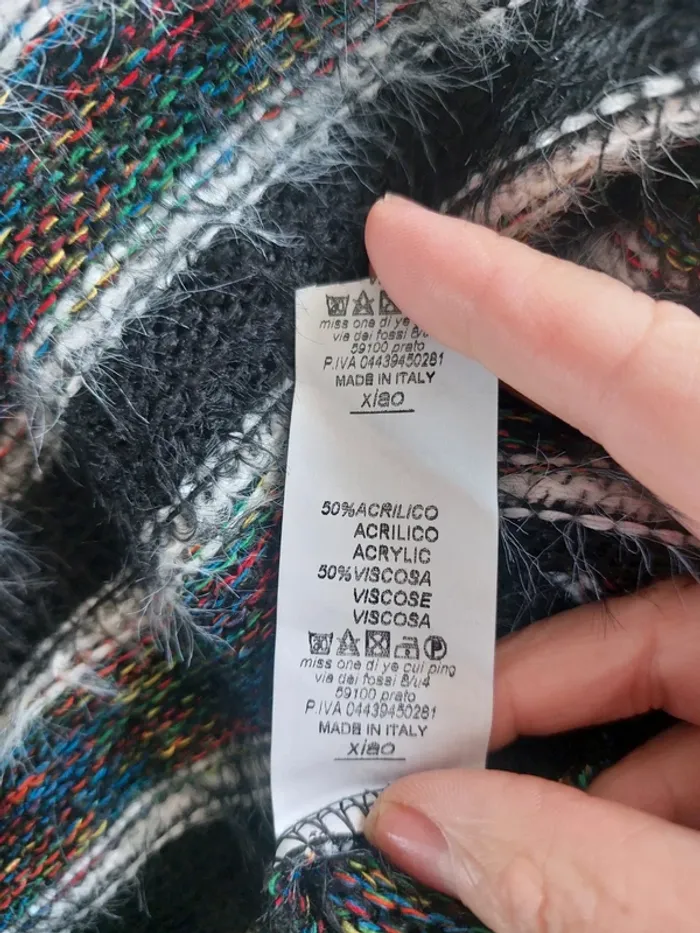 miss one di ye
via dei fossi 8/u
59100 prato
P.IVA 04439450281
MADE IN ITALY
xiao
50%ACRILICO
ACRILICO
ACRYLIC
50%VISCOSA
VISCOSE
VISCOSA
miss one di ye cui ping
via dei fossi 8/u4
59100 prato
P.IVA 04439450281
MADE IN ITALY
xiao